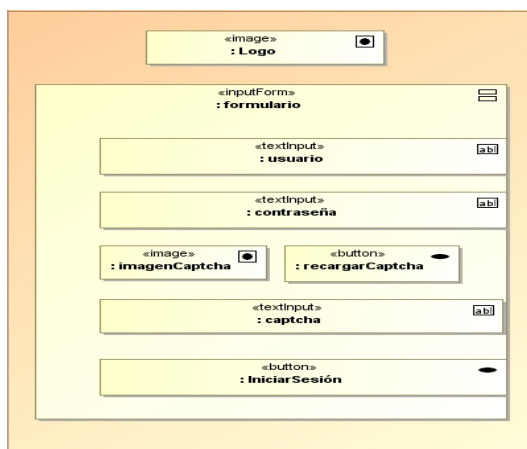 «image»
: Logo
«inputForm»
: formulario
«textInput»
: usuario
abl
«textInput»
: contraseña
abl
«image»
: imagenCaptcha
«button»
: recargarCaptcha
«textInput»
: captcha
abl
«button»
: IniciarSesión